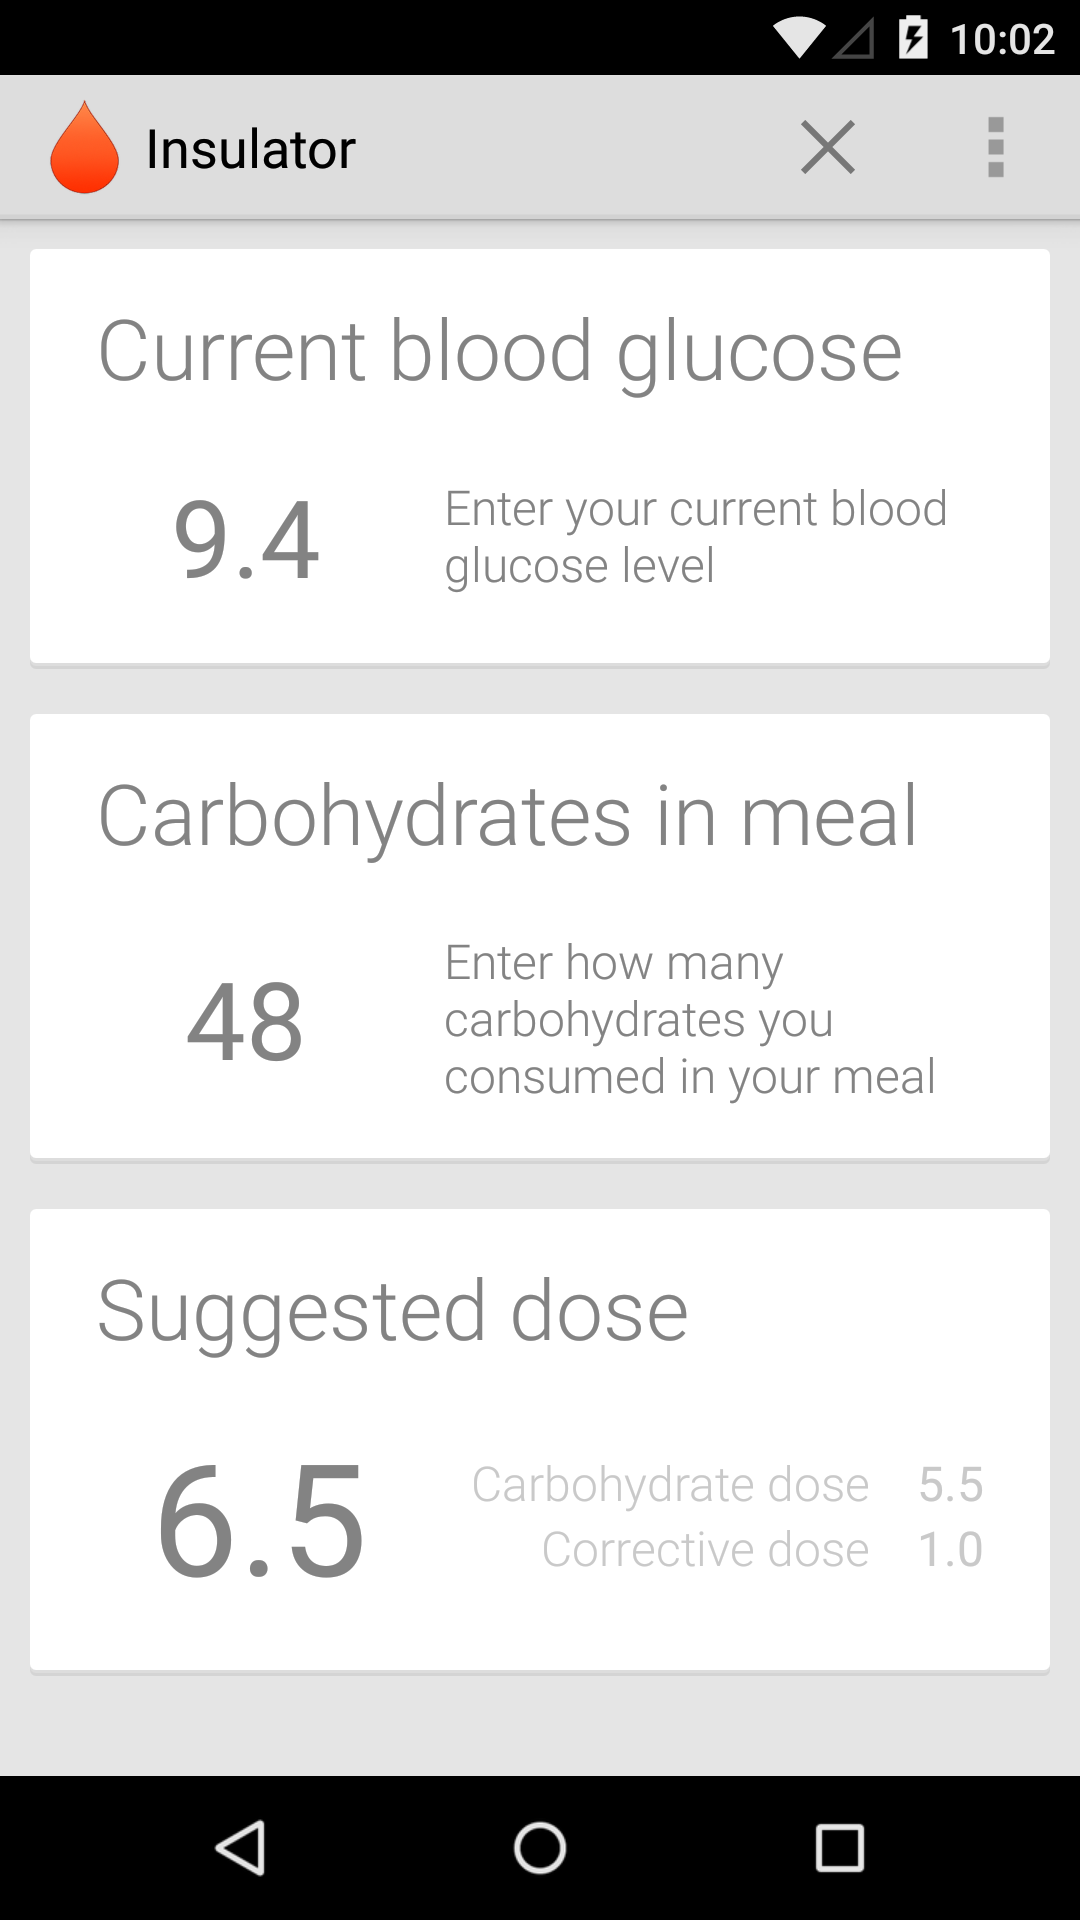 10:02
Insulator
Current blood glucose
9.4
Enter your current blood
glucose level
Carbohydrates in meal
48
Enter how many
carbohydrates you
consumed in your meal
Suggested dose
6.5
Carbohydrate dose 5.5
Corrective dose 1.0